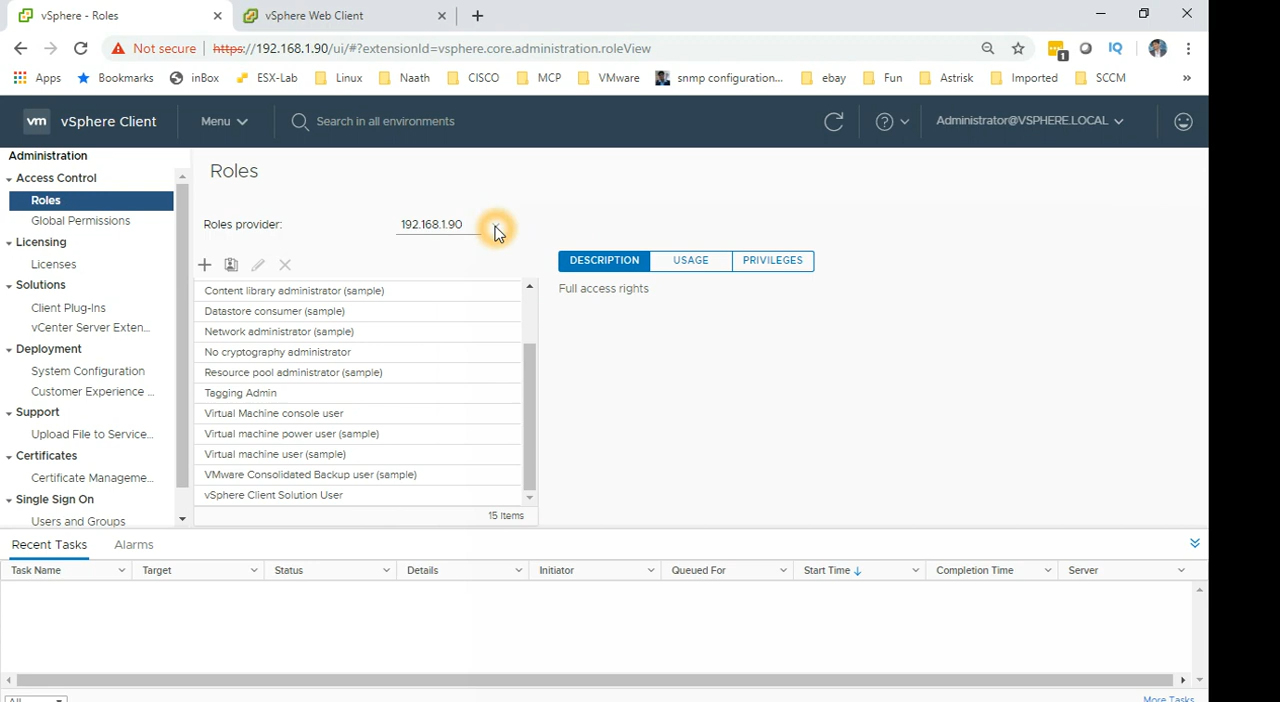 vSphere - Roles
vSphere Web Client
Not secure https://192.168.1.90/ui/#?extensionId=vsphere.core.administration.roleView
1
IQ
Apps Bookmarks inBox ESX-Lab Linux Naath CISCO MCP VMware snmp configuration... ebay Fun Astrisk Imported SCCM »
vm vSphere Client Menu Search in all environments Administrator@VSPHERE.LOCAL
Administration
Access Control
Roles
Global Permissions
Licensing
Licenses
Solutions
Client Plug-Ins
vCenter Server Exten...
Deployment
System Configuration
Customer Experience ...
Support
Upload File to Service...
Certificates
Certificate Manageme...
Single Sign On
Users and Groups
Roles
Roles provider: 192.168.1.90
Content library administrator (sample)
Datastore consumer (sample)
Network administrator (sample)
No cryptography administrator
Resource pool administrator (sample)
Tagging Admin
Virtual Machine console user
Virtual machine power user (sample)
Virtual machine user (sample)
VMware Consolidated Backup user (sample)
vSphere Client Solution User
15 items
DESCRIPTION USAGE PRIVILEGES
Full access rights
Recent Tasks Alarms
Task Name Target Status Details Initiator Queued For Start Time Completion Time Server
All
More Tasks